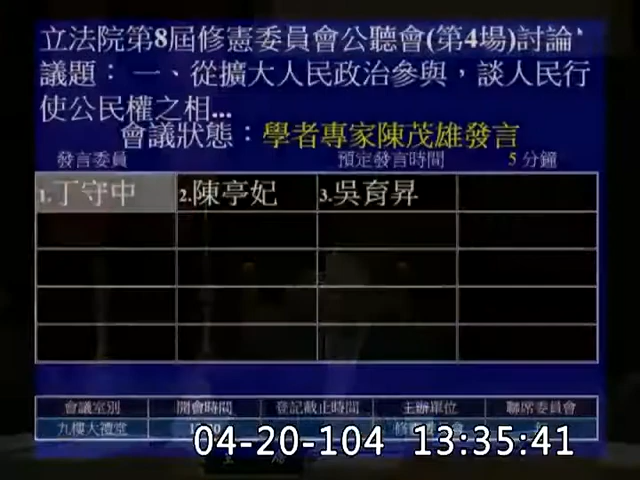 立法院第8屆修憲委員會公聽會(第4場)討論
議題：一、從擴大人民政治參與，談人民行
使公民權之相...
會議狀態：學者專家陳茂雄發言
發言委員 預定發言時間 5 分鐘
1.丁守中 2.陳亭妃 3.吳育昇
會議室別 開會時間 登記截止時間 主辦單位 聯席委員會
九樓大禮堂
04-20-104 13:35:41